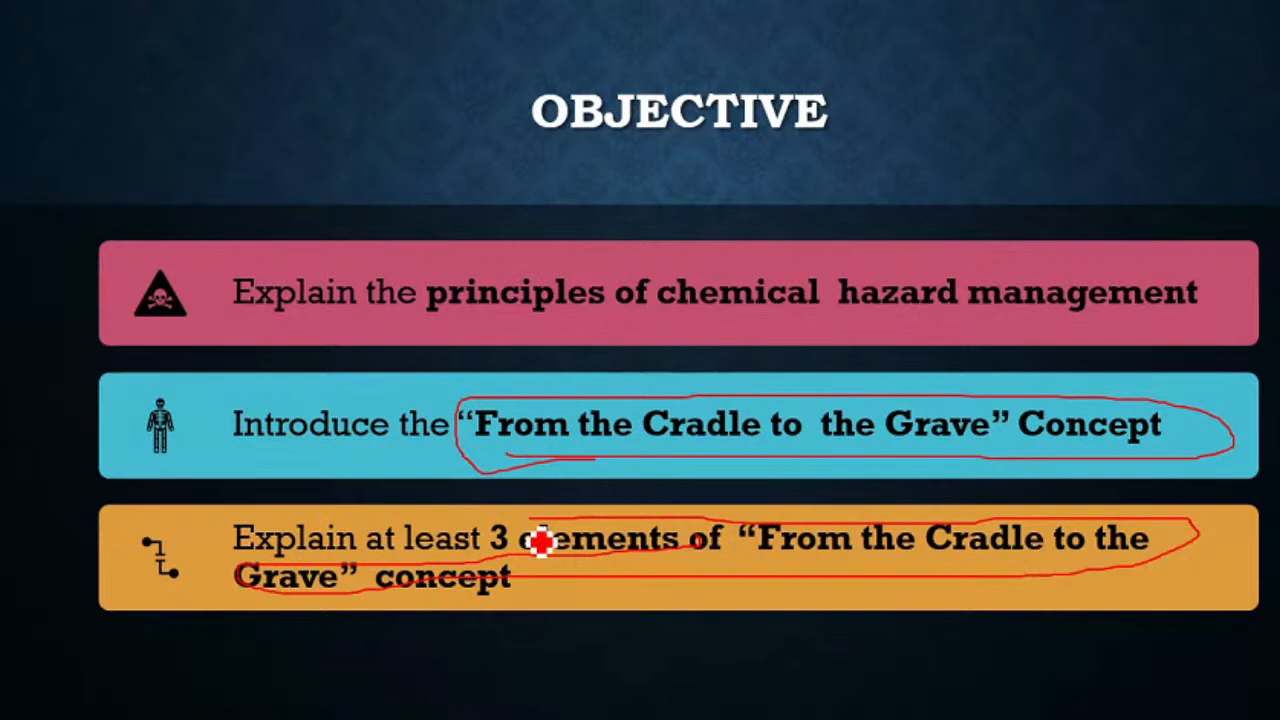 OBJECTIVE
Explain the principles of chemical hazard management
Introduce the “From the Cradle to the Grave” Concept
Explain at least 3 elements of “From the Cradle to the
Grave” concept